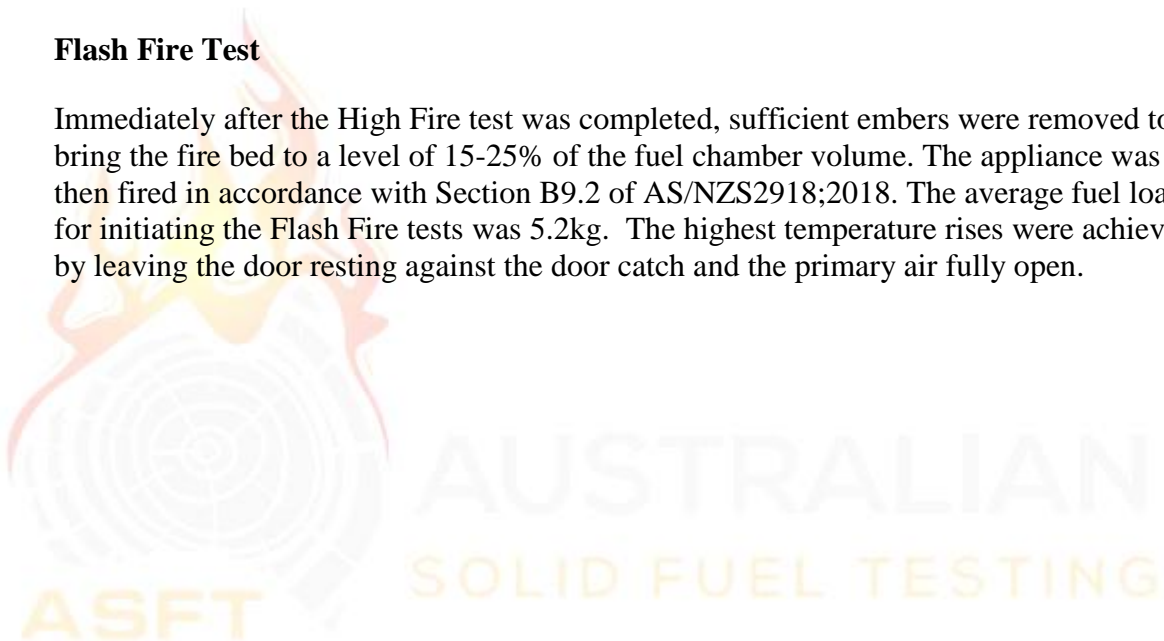 Flash Fire Test
Immediately after the High Fire test was completed, sufficient embers were removed to
bring the fire bed to a level of 15-25% of the fuel chamber volume. The appliance was
then fired in accordance with Section B9.2 of AS/NZS2918;2018. The average fuel loa
for initiating the Flash Fire tests was 5.2kg. The highest temperature rises were achiev
by leaving the door resting against the door catch and the primary air fully open.
AUSTRALIAN
SOLID FUEL TESTING
ASFT